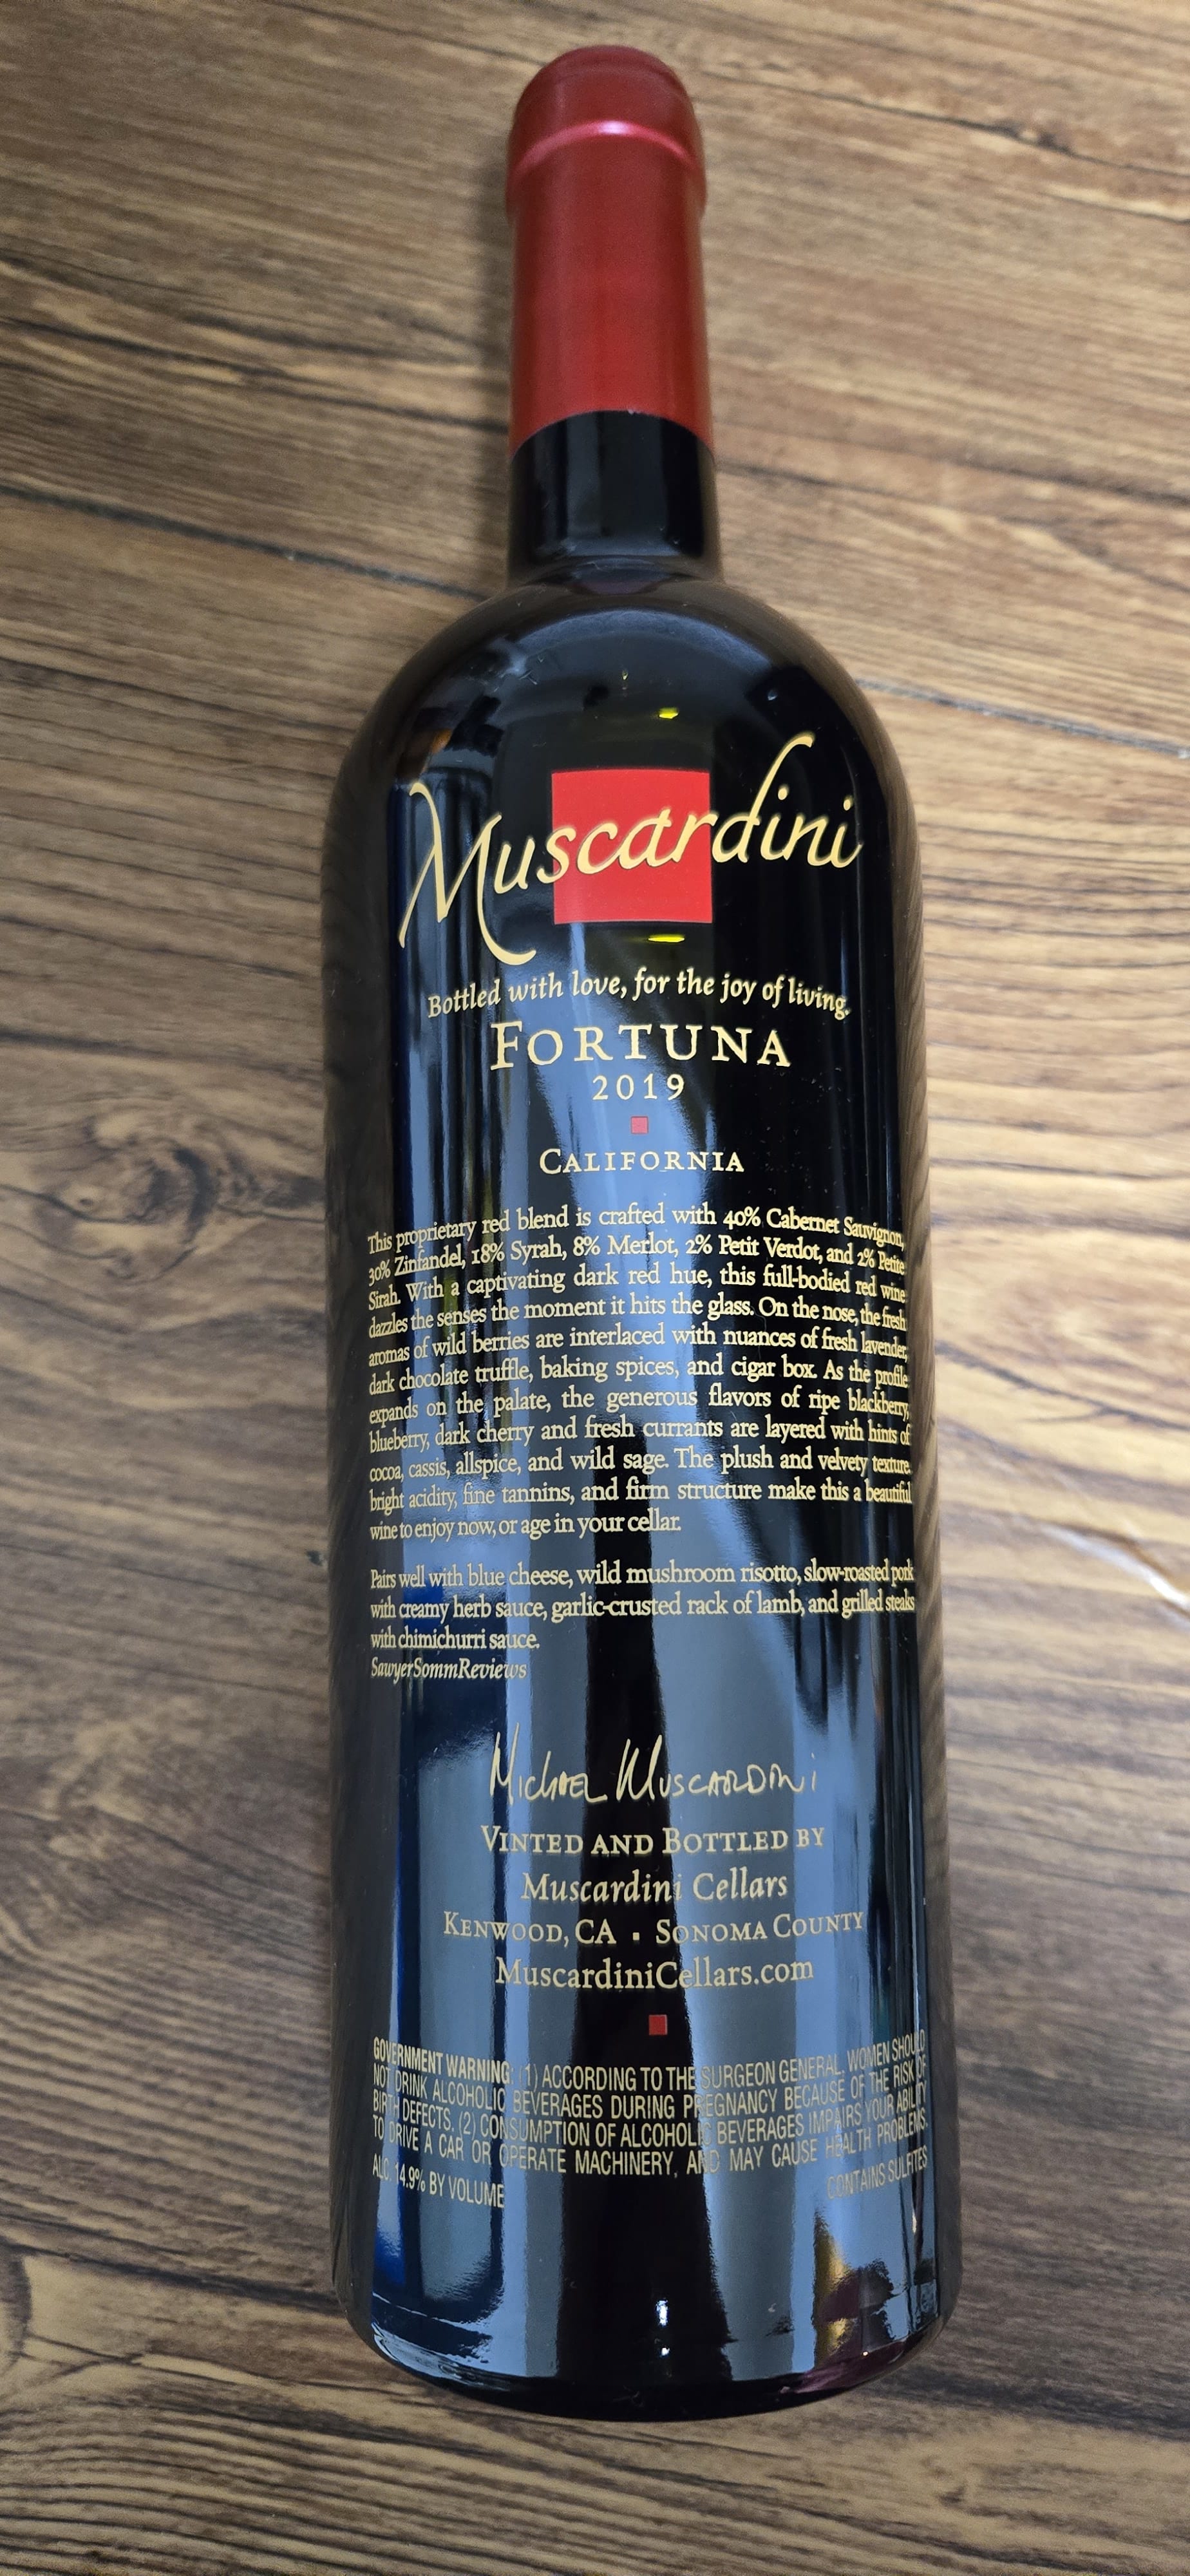 Muscardini
Bottled with love, for the joy of living.
FORTUNA
2019
CALIFORNIA
This proprietary red blend is crafted with 40% Cabernet Sauvignon,
30% Zinfandel, 18% Syrah, 8% Merlot, 2% Petit Verdot, and 2% Petite
Sirah. With a captivating dark red hue, this full-bodied red wine
dazzles the senses the moment it hits the glass. On the nose, the fresh
aromas of wild berries are interlaced with nuances of fresh lavender,
dark chocolate truffle, baking spices, and cigar box. As the profile
expands on the palate, the generous flavors of ripe blackberry,
blueberry, dark cherry and fresh currants are layered with hints of
cocoa, cassis, allspice, and wild sage. The plush and velvety texture,
bright acidity, fine tannins, and firm structure make this a beautiful
wine to enjoy now, or age in your cellar.
Pairs well with blue cheese, wild mushroom risotto, slow-roasted pork
with creamy herb sauce, garlic-crusted rack of lamb, and grilled steaks
with chimichurri sauce.
SawyerSommReviews
Michael Muscardini
VINTED AND BOTTLED BY
Muscardini Cellars
KENWOOD, CA ▪ SONOMA COUNTY
MuscardiniCellars.com
GOVERNMENT WARNING: (1) ACCORDING TO THE SURGEON GENERAL, WOMEN SHOULD
NOT DRINK ALCOHOLIC BEVERAGES DURING PREGNANCY BECAUSE OF THE RISK OF
BIRTH DEFECTS. (2) CONSUMPTION OF ALCOHOLIC BEVERAGES IMPAIRS YOUR ABILITY
TO DRIVE A CAR OR OPERATE MACHINERY, AND MAY CAUSE HEALTH PROBLEMS.
ALC. 14.9% BY VOLUME CONTAINS SULFITES